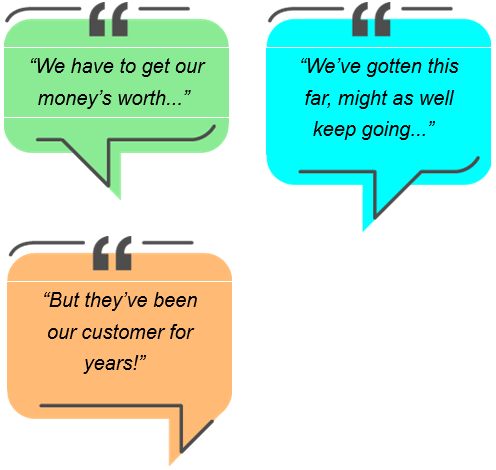 “We have to get our
money’s worth...”
“We’ve gotten this
far, might as well
keep going...”
“But they’ve been
our customer for
years!”